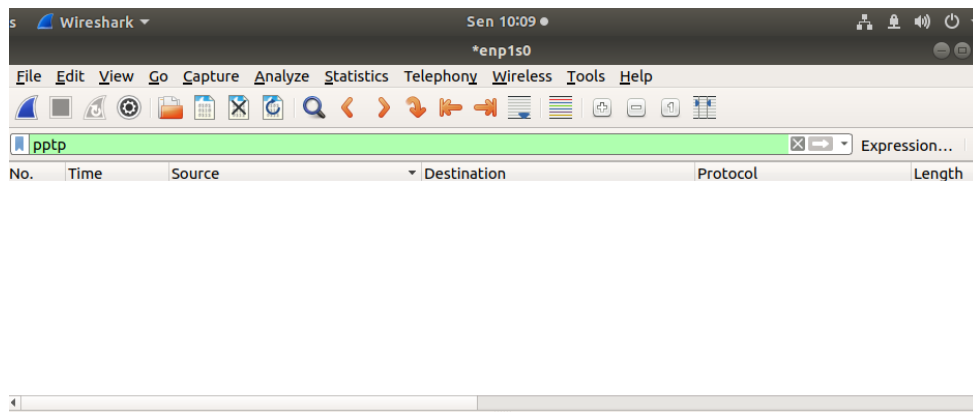 s Wireshark Sen 10:09
*enp1s0
File Edit View Go Capture Analyze Statistics Telephony Wireless Tools Help
pptp Expression...
No. Time Source Destination Protocol Length